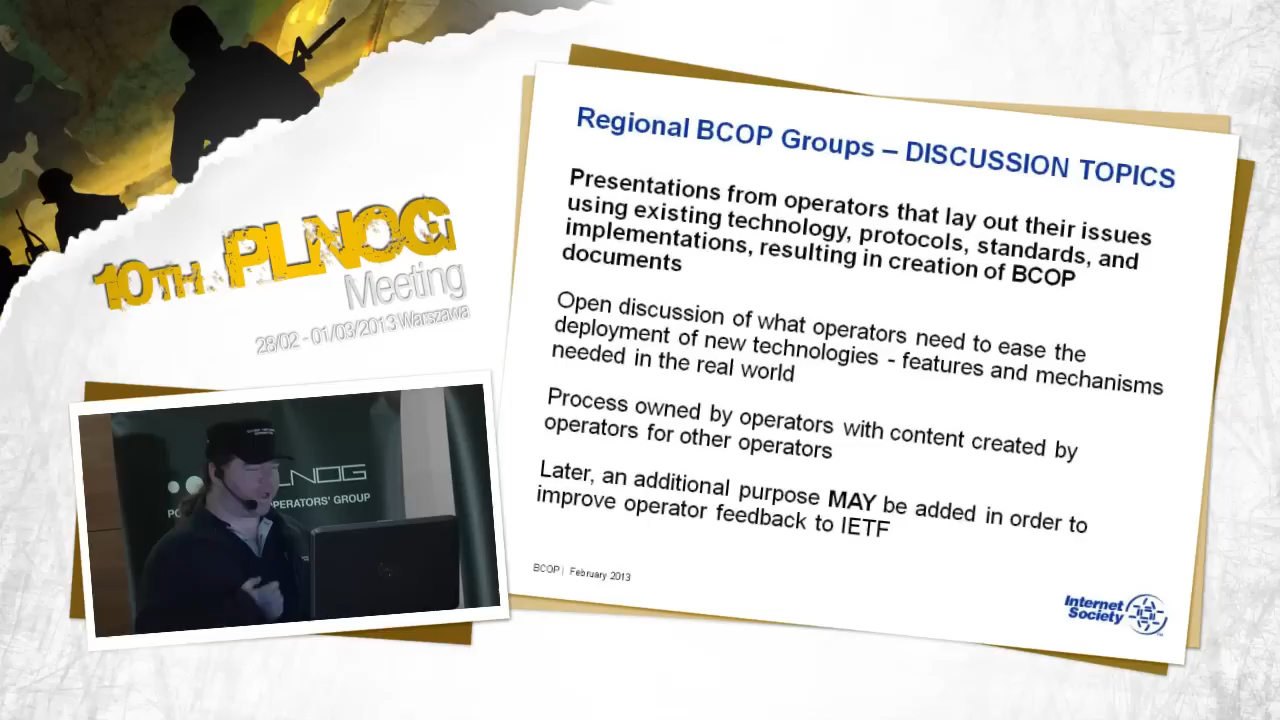 10TH PLNOG
Meeting
28/02 - 01/03/2013 Warszawa
Regional BCOP Groups – DISCUSSION TOPICS
Presentations from operators that lay out their issues
using existing technology, protocols, standards, and
implementations, resulting in creation of BCOP
documents
Open discussion of what operators need to ease the
deployment of new technologies - features and mechanisms
needed in the real world
Process owned by operators with content created by
operators for other operators
Later, an additional purpose MAY be added in order to
improve operator feedback to IETF
BCOP | February 2013
Internet
Society
LNOG
PERATORS' GROUP